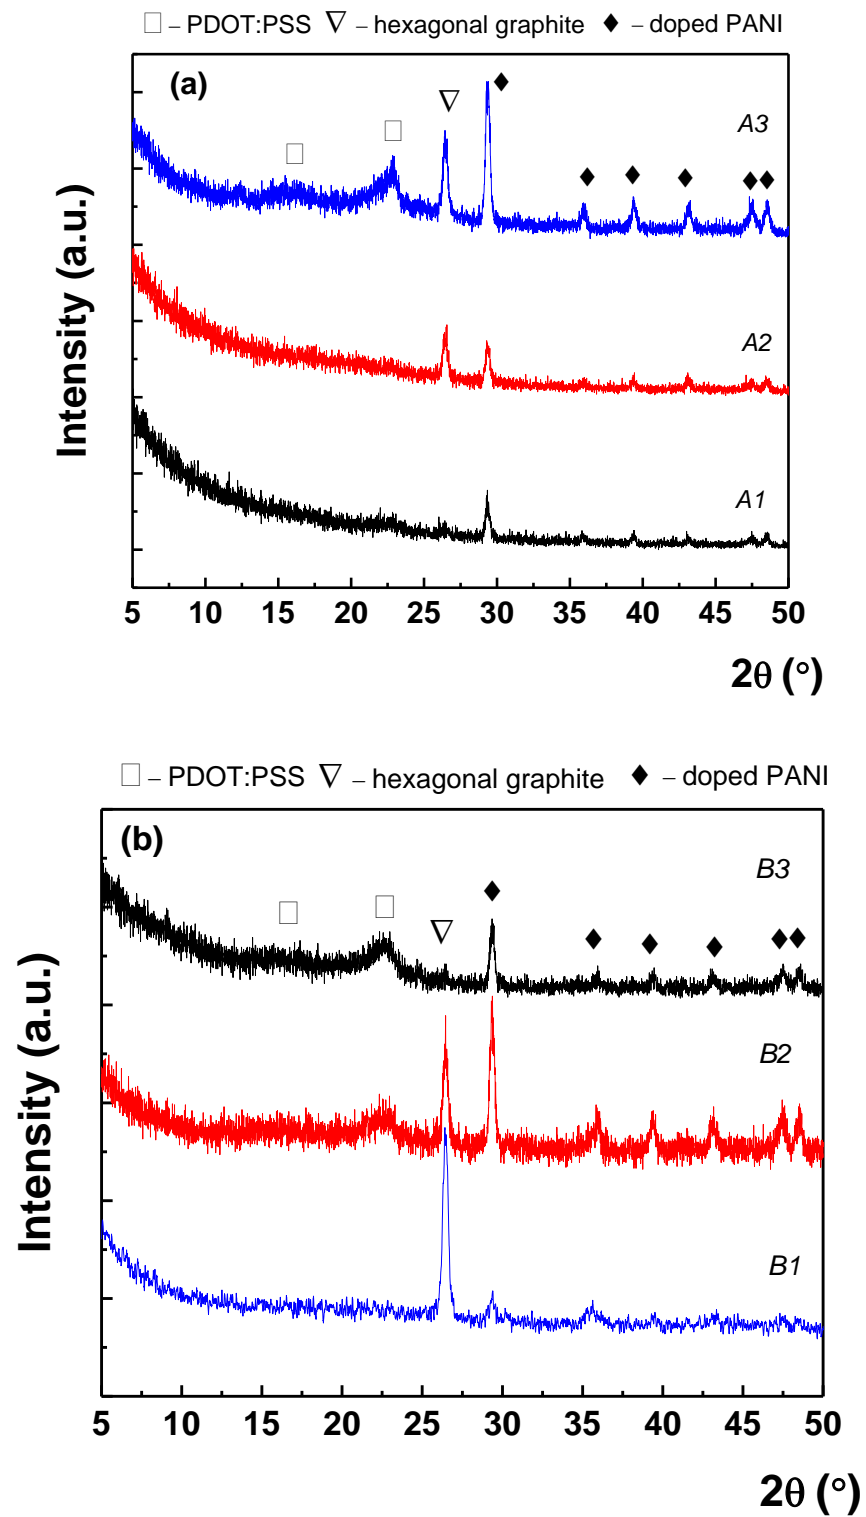 □ – PDOT:PSS ▽ – hexagonal graphite ◆ – doped PANI
(a)
A3
A2
A1
Intensity (a.u.)
5 10 15 20 25 30 35 40 45 50
2θ (°)
□ – PDOT:PSS ▽ – hexagonal graphite ◆ – doped PANI
(b)
B3
B2
B1
Intensity (a.u.)
5 10 15 20 25 30 35 40 45 50
2θ (°)